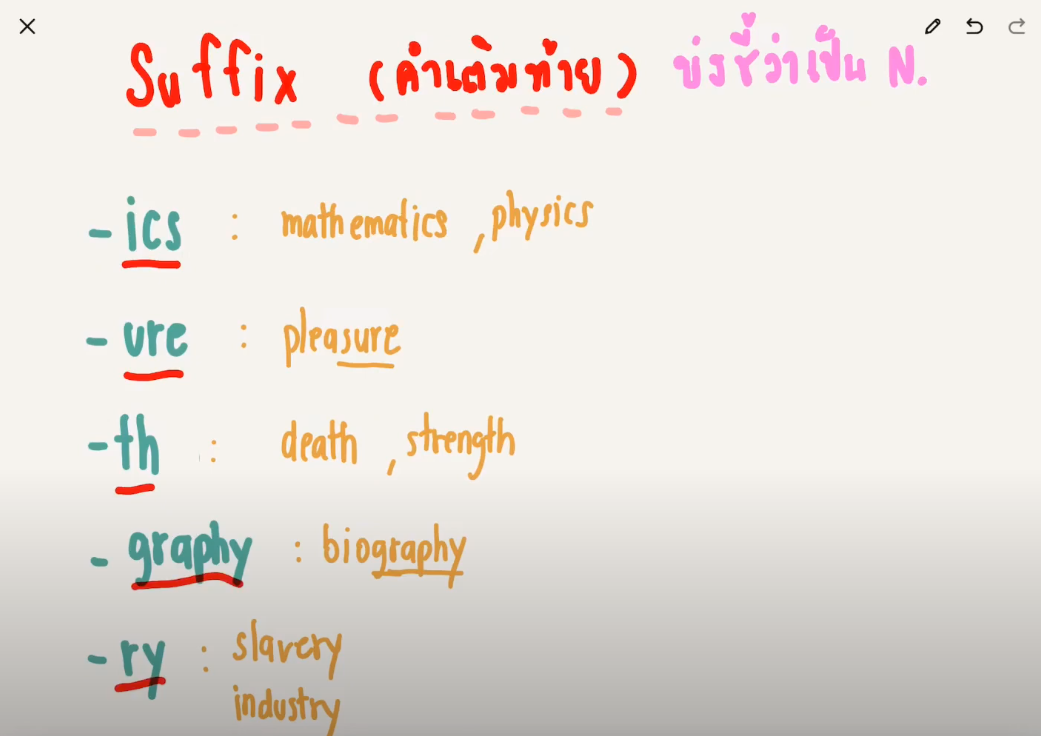 Suffix (คำเติมท้าย) บ่งชี้ว่าเป็น N.
- ics : mathematics , physics
- ure : pleasure
- th : death , strength
- graphy : biography
- ry : slavery
industry